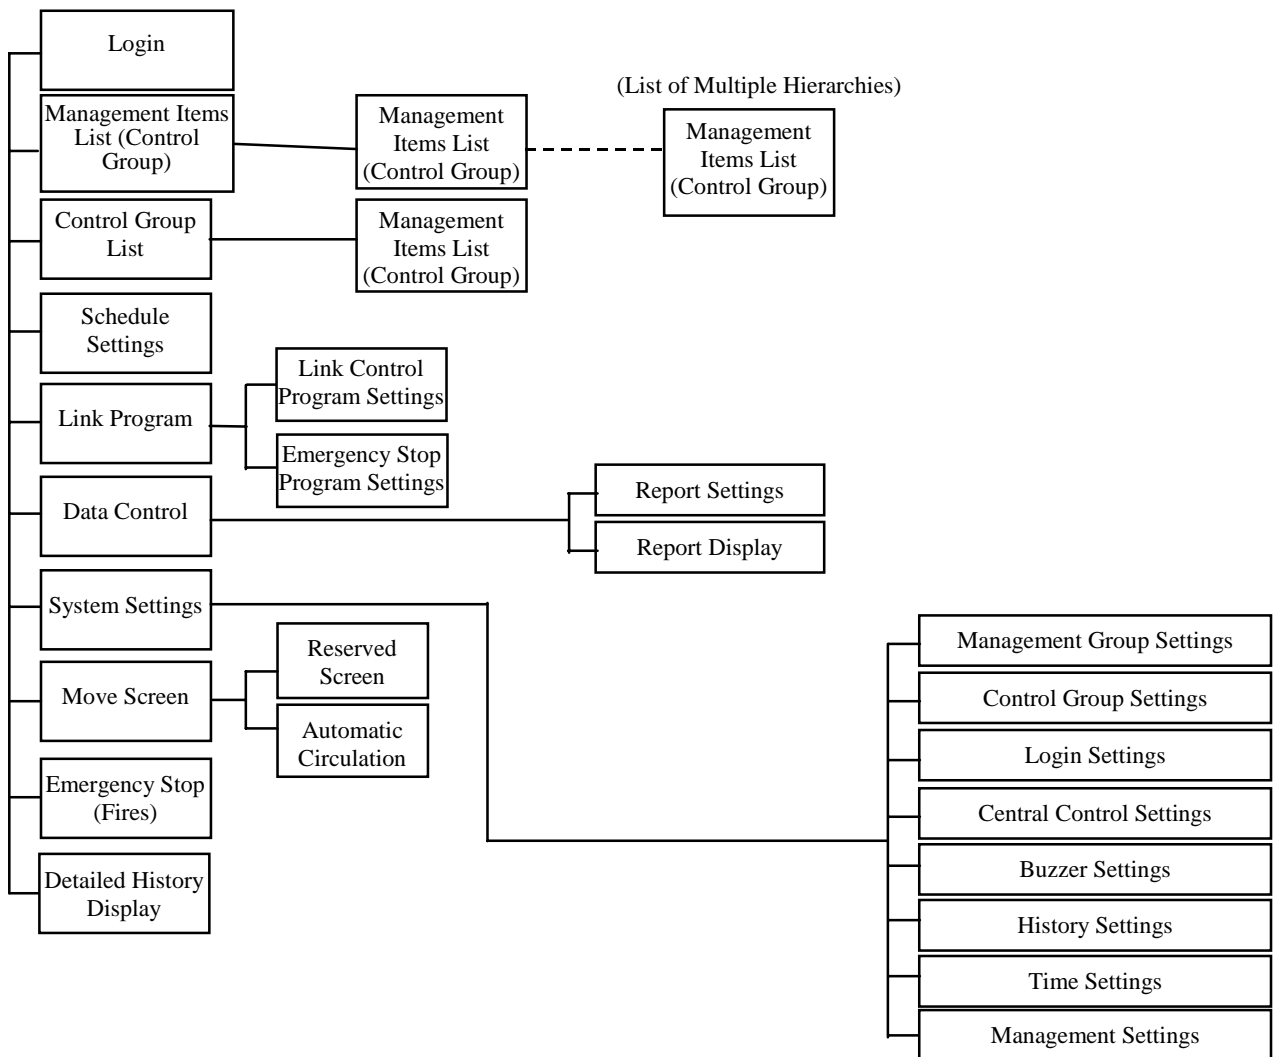 Login
Management Items
List (Control
Group)
Management
Items List
(Control Group)
(List of Multiple Hierarchies)
Management
Items List
(Control Group)
Control Group
List
Management
Items List
(Control Group)
Schedule
Settings
Link Program
Link Control
Program Settings
Emergency Stop
Program Settings
Data Control
Report Settings
Report Display
System Settings
Management Group Settings
Control Group Settings
Login Settings
Central Control Settings
Buzzer Settings
History Settings
Time Settings
Management Settings
Move Screen
Reserved
Screen
Automatic
Circulation
Emergency Stop
(Fires)
Detailed History
Display